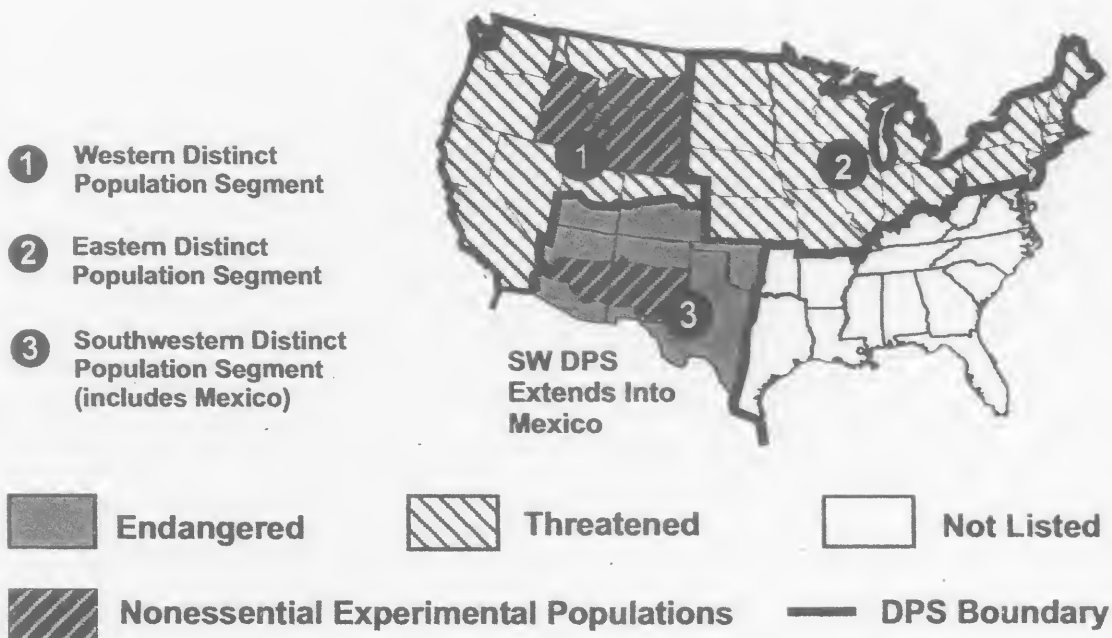 1 Western Distinct
Population Segment
2 Eastern Distinct
Population Segment
3 Southwestern Distinct
Population Segment
(includes Mexico)
1
2
3
SW DPS
Extends Into
Mexico
Endangered
Threatened
Not Listed
Nonessential Experimental Populations
DPS Boundary